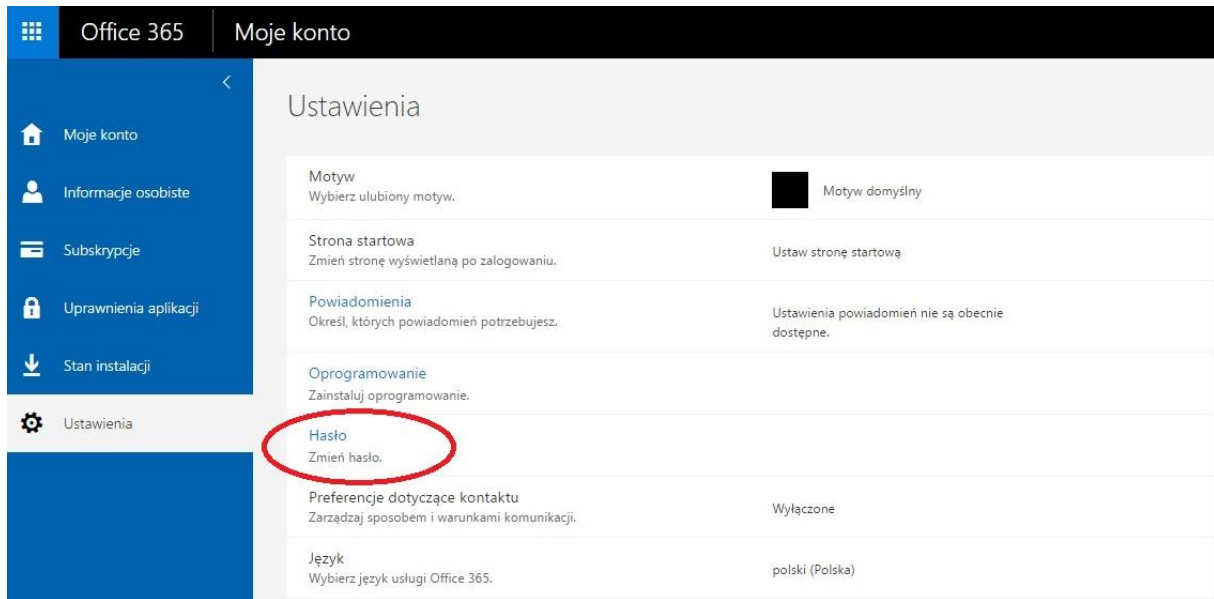 Office 365
Moje konto
Moje konto
Informacje osobiste
Subskrypcje
Uprawnienia aplikacji
Stan instalacji
Ustawienia
Ustawienia
Motyw
Wybierz ulubiony motyw.
Motyw domyślny
Strona startowa
Zmień stronę wyświetlaną po zalogowaniu.
Ustaw stronę startową
Powiadomienia
Określ, których powiadomień potrzebujesz.
Ustawienia powiadomień nie są obecnie
dostępne.
Oprogramowanie
Zainstaluj oprogramowanie.
Hasło
Zmień hasło.
Preferencje dotyczące kontaktu
Zarządzaj sposobem i warunkami komunikacji.
Wyłączone
Język
Wybierz język usługi Office 365.
polski (Polska)